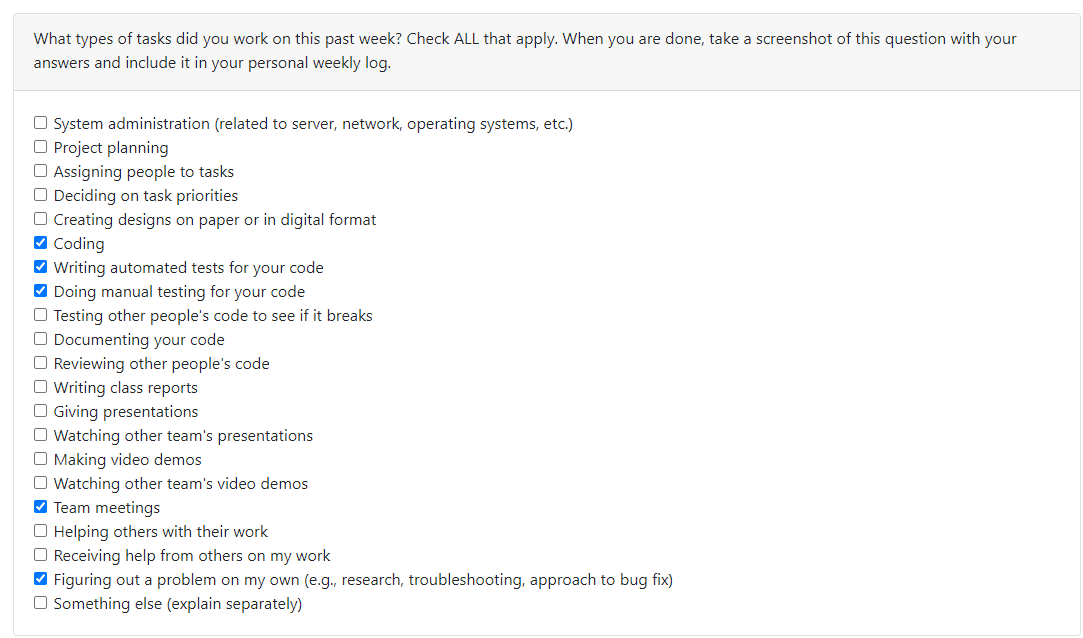 What types of tasks did you work on this past week? Check ALL that apply. When you are done, take a screenshot of this question with your
answers and include it in your personal weekly log.
System administration (related to server, network, operating systems, etc.)
Project planning
Assigning people to tasks
Deciding on task priorities
Creating designs on paper or in digital format
Coding
Writing automated tests for your code
Doing manual testing for your code
Testing other people's code to see if it breaks
Documenting your code
Reviewing other people's code
Writing class reports
Giving presentations
Watching other team's presentations
Making video demos
Watching other team's video demos
Team meetings
Helping others with their work
Receiving help from others on my work
Figuring out a problem on my own (e.g., research, troubleshooting, approach to bug fix)
Something else (explain separately)